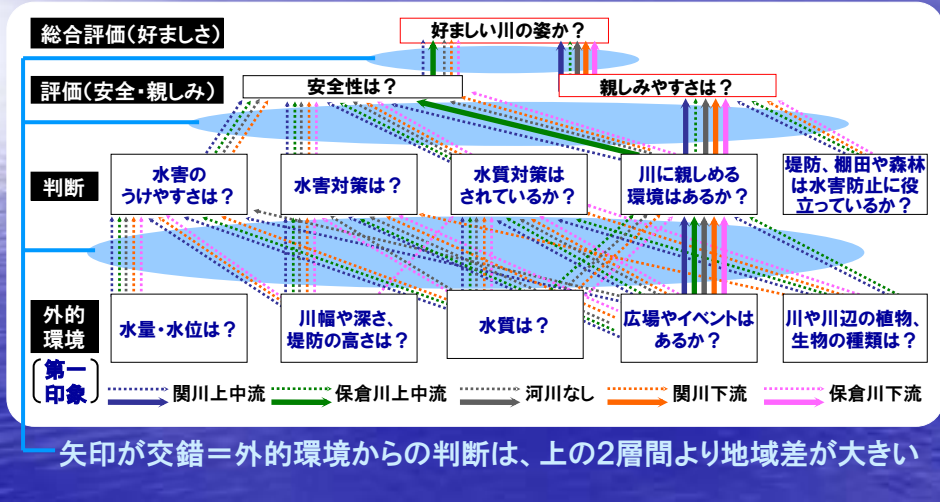 総合評価(好ましさ)
好ましい川の姿か？
評価(安全・親しみ)
安全性は？
親しみやすさは？
判断
水害の
うけやすさは？
水害対策は？
水質対策は
されているか？
川に親しめる
環境はあるか？
堤防、棚田や森林
は水害防止に役
立っているか？
外的
環境
第一
印象
水量・水位は？
川幅や深さ、
堤防の高さは？
水質は？
広場やイベントは
あるか？
川や川辺の植物、
生物の種類は？
関川上中流
保倉川上中流
河川なし
関川下流
保倉川下流
矢印が交錯＝外的環境からの判断は、上の2層間より地域差が大きい